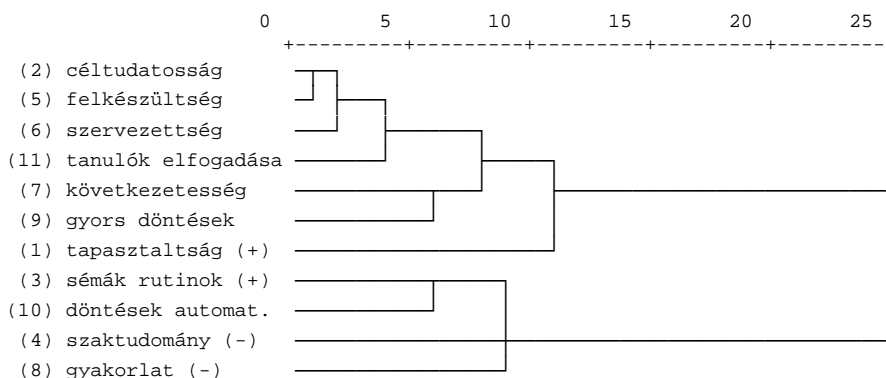 0 5 10 15 20 25
+---------+---------+---------+---------+---------+
(2) céltudatosság
(5) felkészültség
(6) szervezettség
(11) tanulók elfogadása
(7) következetesség
(9) gyors döntések
(1) tapasztaltság (+)
(3) sémák rutinok (+)
(10) döntések automat.
(4) szaktudomány (-)
(8) gyakorlat (-)